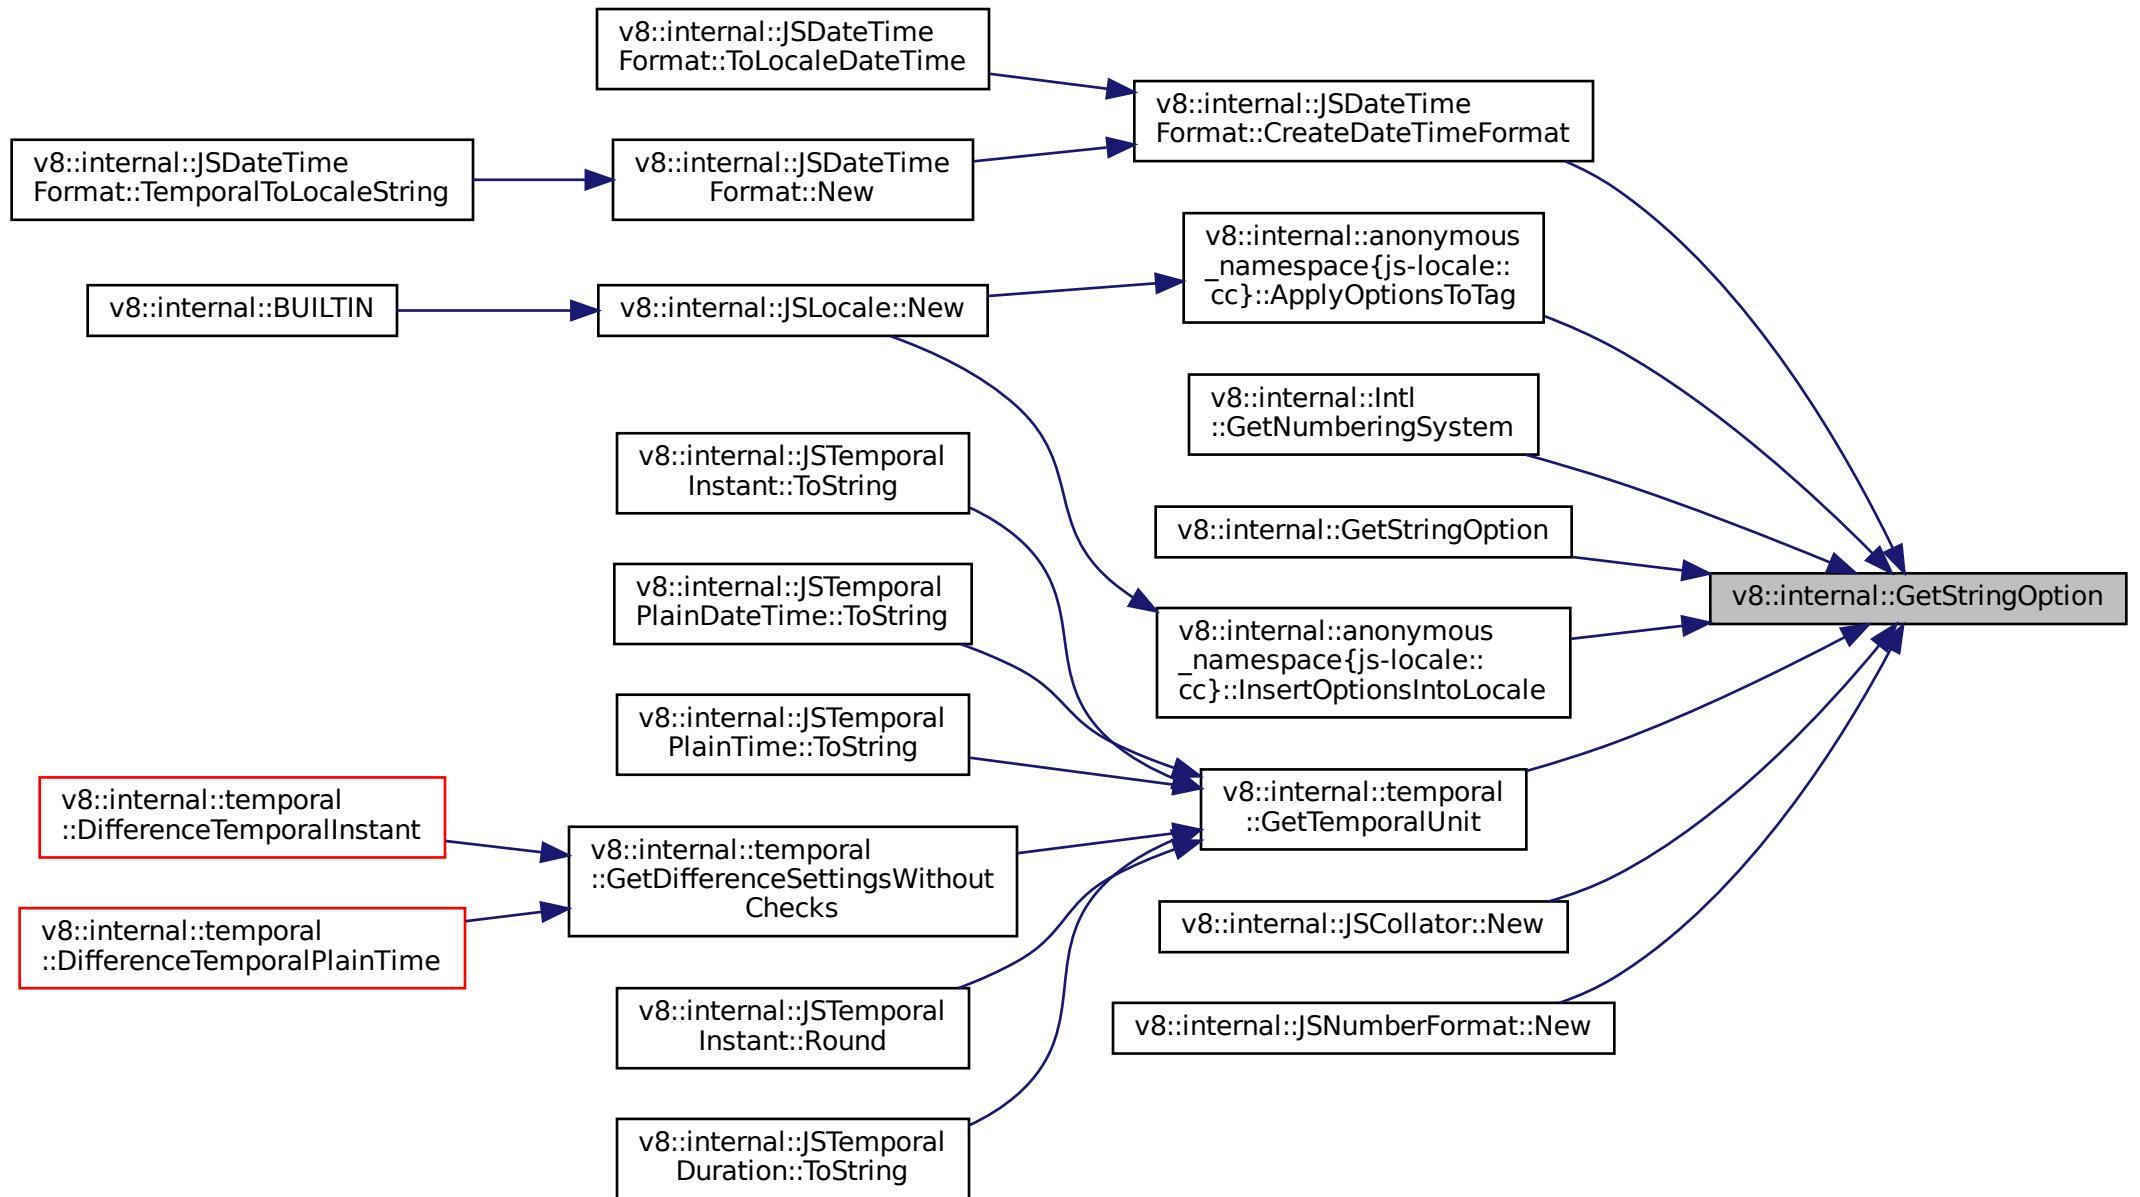 v8::internal::JSDateTime
Format::ToLocaleDateTime
v8::internal::JSDateTime
Format::CreateDateTimeFormat
v8::internal::JSDateTime
Format::TemporalToLocaleString
v8::internal::JSDateTime
Format::New
v8::internal::anonymous
_namespace{js-locale::
cc}::ApplyOptionsToTag
v8::internal::BUILTIN
v8::internal::JSLocale::New
v8::internal::Intl
::GetNumberingSystem
v8::internal::JSTemporal
Instant::ToString
v8::internal::GetStringOption
v8::internal::GetStringOption
v8::internal::JSTemporal
PlainDateTime::ToString
v8::internal::anonymous
_namespace{js-locale::
cc}::InsertOptionsIntoLocale
v8::internal::JSTemporal
PlainTime::ToString
v8::internal::temporal
::GetTemporalUnit
v8::internal::temporal
::DifferenceTemporalInstant
v8::internal::temporal
::GetDifferenceSettingsWithout
Checks
v8::internal::temporal
::DifferenceTemporalPlainTime
v8::internal::JSCollator::New
v8::internal::JSTemporal
Instant::Round
v8::internal::JSNumberFormat::New
v8::internal::JSTemporal
Duration::ToString